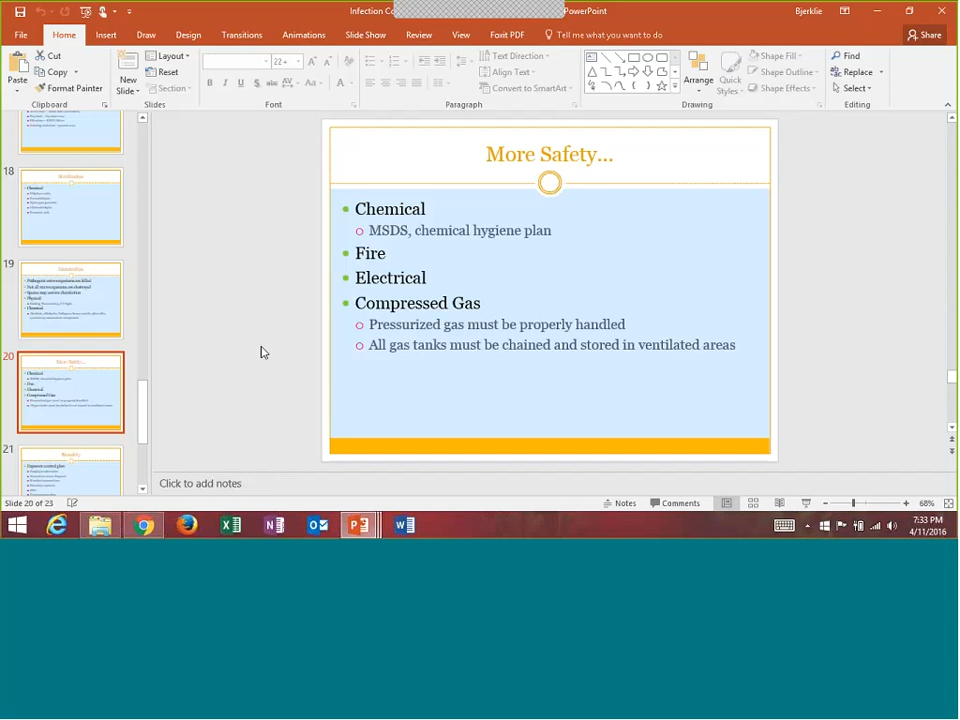 Infection Co
PowerPoint
Bjerklie
File
Home
Insert
Draw
Design
Transitions
Animations
Slide Show
Review
View
Foxit PDF
Tell me what you want to do
Share
Paste
Cut
Copy
Format Painter
Clipboard
New
Slide
Layout
Reset
Section
Slides
22+
Font
Text Direction
Align Text
Convert to SmartArt
Paragraph
Arrange
Quick
Styles
Shape Fill
Shape Outline
Shape Effects
Drawing
Find
Replace
Select
Editing
18
19
20
21
More Safety...
Chemical
MSDS, chemical hygiene plan
Fire
Electrical
Compressed Gas
Pressurized gas must be properly handled
All gas tanks must be chained and stored in ventilated areas
Click to add notes
Slide 20 of 23
Notes
Comments
68%
7:33 PM
4/11/2016